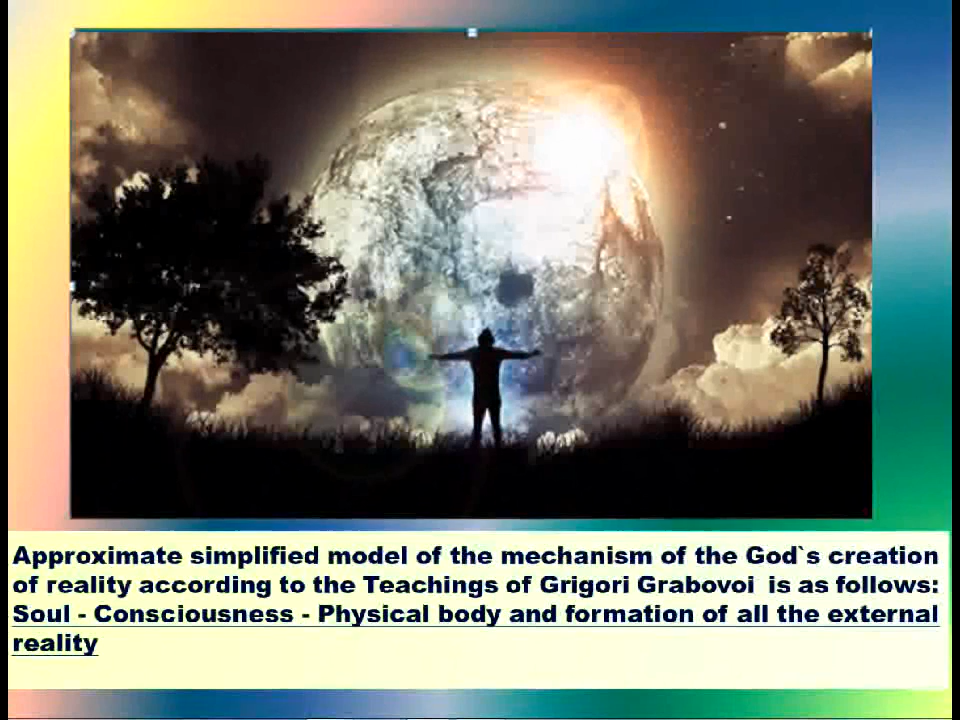 Approximate simplified model of the mechanism of the God`s creation
of reality according to the Teachings of Grigori Grabovoi is as follows:
Soul - Consciousness - Physical body and formation of all the external
reality